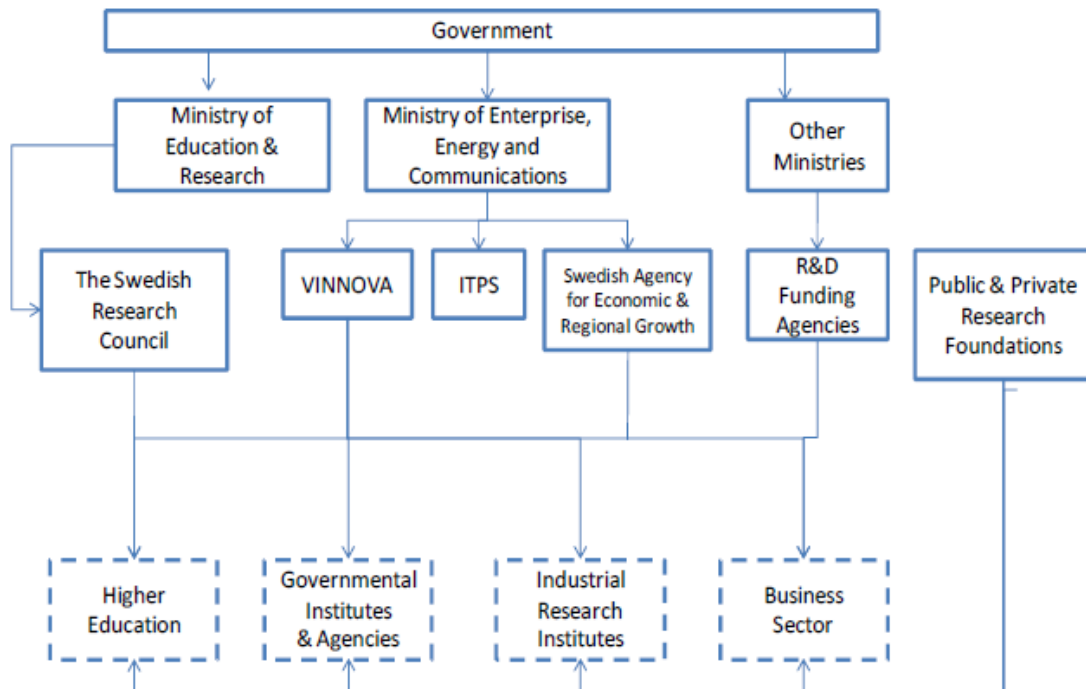 Government
Ministry of
Education &
Research
Ministry of Enterprise,
Energy and
Communications
Other
Ministries
The Swedish
Research
Council
VINNOVA
ITPS
Swedish Agency
for Economic &
Regional Growth
R&D
Funding
Agencies
Public & Private
Research
Foundations
Higher
Education
Governmental
Institutes
& Agencies
Industrial
Research
Institutes
Business
Sector